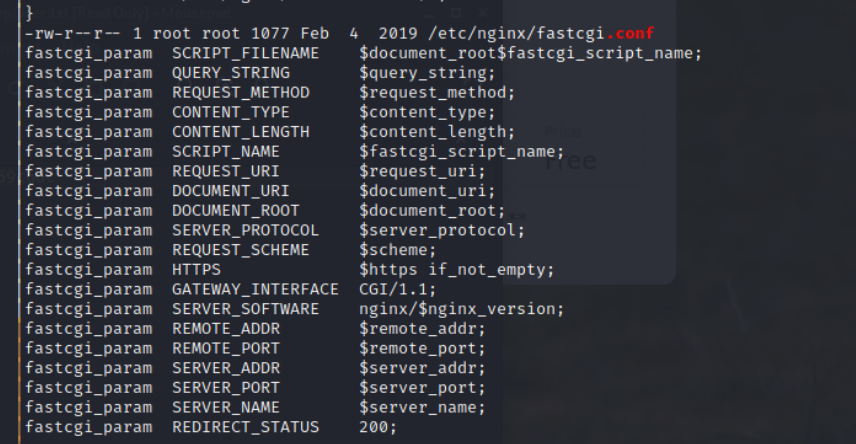 }
-rw-r--r-- 1 root root 1077 Feb  4  2019 /etc/nginx/fastcgi.conf
fastcgi_param  SCRIPT_FILENAME    $document_root$fastcgi_script_name;
fastcgi_param  QUERY_STRING       $query_string;
fastcgi_param  REQUEST_METHOD     $request_method;
fastcgi_param  CONTENT_TYPE       $content_type;
fastcgi_param  CONTENT_LENGTH     $content_length;
fastcgi_param  SCRIPT_NAME        $fastcgi_script_name;
Price
fastcgi_param  REQUEST_URI        $request_uri;
Free
fastcgi_param  DOCUMENT_URI       $document_uri;
fastcgi_param  DOCUMENT_ROOT      $document_root;
fastcgi_param  SERVER_PROTOCOL    $server_protocol;
fastcgi_param  REQUEST_SCHEME     $scheme;
fastcgi_param  HTTPS              $https if_not_empty;
fastcgi_param  GATEWAY_INTERFACE  CGI/1.1;
fastcgi_param  SERVER_SOFTWARE    nginx/$nginx_version;
fastcgi_param  REMOTE_ADDR        $remote_addr;
fastcgi_param  REMOTE_PORT        $remote_port;
fastcgi_param  SERVER_ADDR        $server_addr;
fastcgi_param  SERVER_PORT        $server_port;
fastcgi_param  SERVER_NAME        $server_name;
fastcgi_param  REDIRECT_STATUS    200;